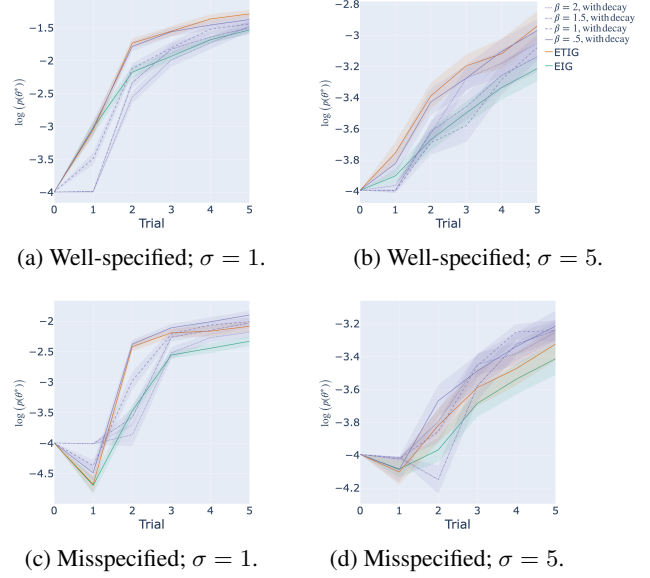 −1.5
−2
−2.5
−3
−3.5
−4
log (p(θ*))
0 1 2 3 4 5
Trial
(a) Well-specified; σ = 1.
−2.8
−3
−3.2
−3.4
−3.6
−3.8
−4
log (p(θ*))
0 1 2 3 4 5
Trial
β = 2, with decay
β = 1.5, with decay
β = 1, with decay
β = .5, with decay
ETIG
EIG
(b) Well-specified; σ = 5.
−2
−2.5
−3
−3.5
−4
−4.5
log (p(θ*))
0 1 2 3 4 5
Trial
(c) Misspecified; σ = 1.
−3.2
−3.4
−3.6
−3.8
−4
−4.2
log (p(θ*))
0 1 2 3 4 5
Trial
(d) Misspecified; σ = 5.